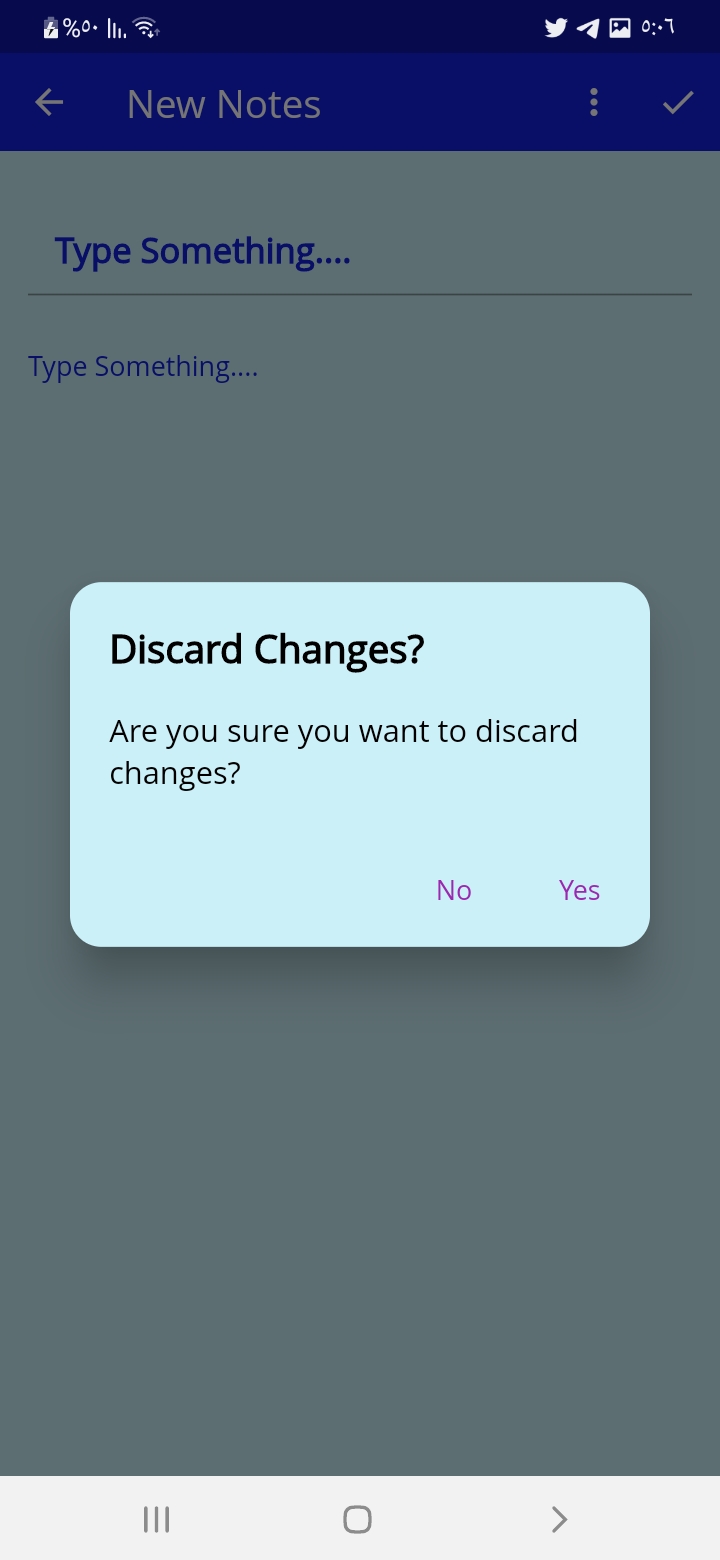 %٥٠ ٥:٠٦
New Notes
Type Something....
Type Something....
Discard Changes?
Are you sure you want to discard
changes?
No Yes